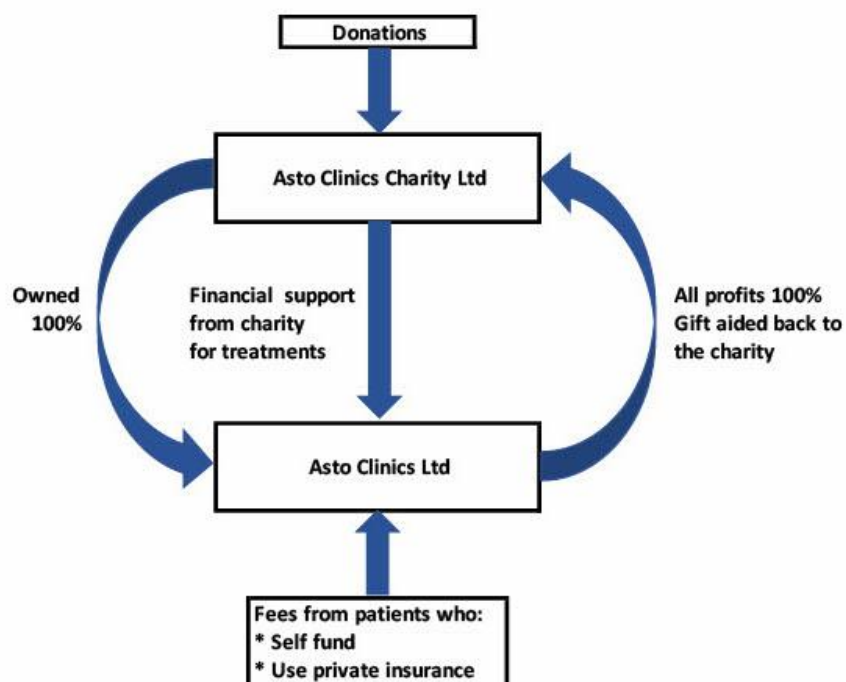 Donations
Asto Clinics Charity Ltd
Owned
100%
Financial support
from charity
for treatments
All profits 100%
Gift aided back to
the charity
Asto Clinics Ltd
Fees from patients who:
* Self fund
* Use private insurance